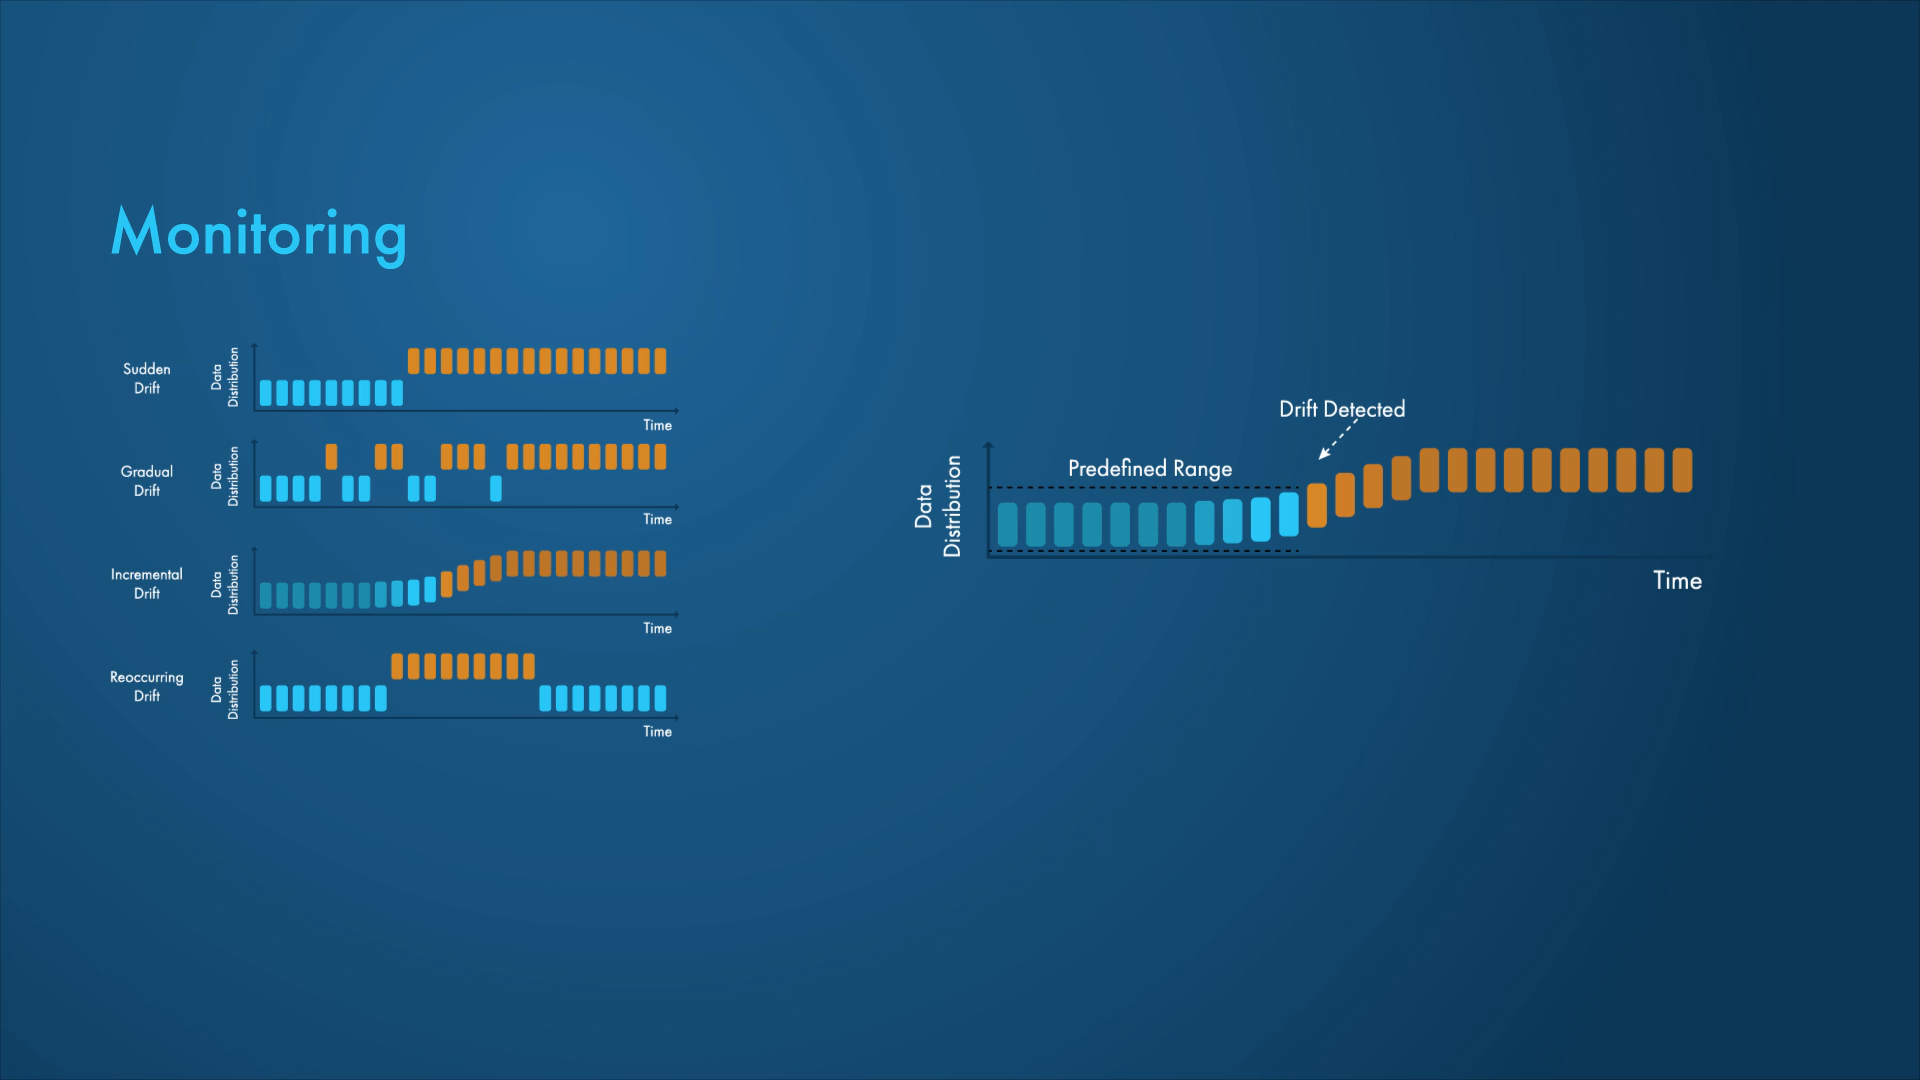 Monitoring
Sudden
Drift
Data
Distribution
Time
Gradual
Drift
Data
Distribution
Time
Incremental
Drift
Data
Distribution
Time
Reoccurring
Drift
Data
Distribution
Time
Drift Detected
Predefined Range
Data
Distribution
Time